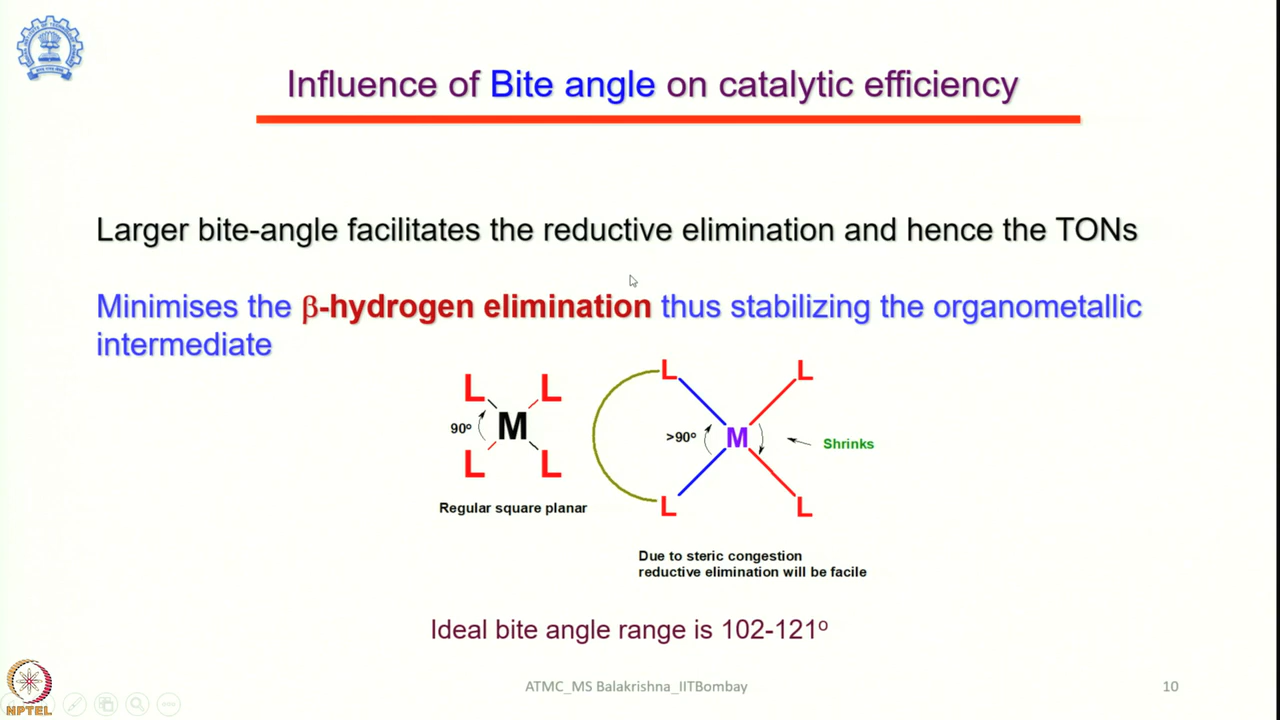 Influence of Bite angle on catalytic efficiency
Larger bite-angle facilitates the reductive elimination and hence the TONs
Minimises the β-hydrogen elimination thus stabilizing the organometallic
intermediate
L L
90º M
L L
Regular square planar
L L
>90º M Shrinks
L L
Due to steric congestion
reductive elimination will be facile
Ideal bite angle range is 102-121º
ATMC_MS Balakrishna_IITBombay 10
NPTEL